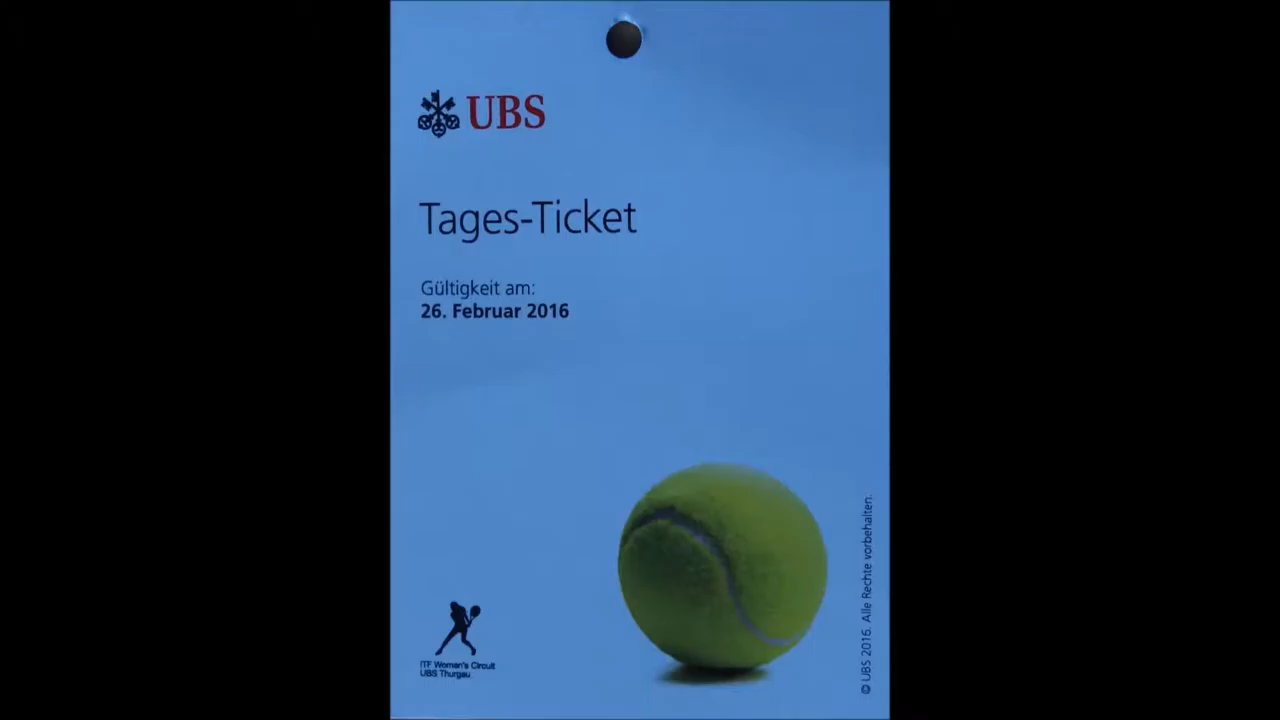 UBS
Tages-Ticket
Gültigkeit am:
26. Februar 2016
ITF Women's Circuit
UBS Thurgau
© UBS 2016. Alle Rechte vorbehalten.